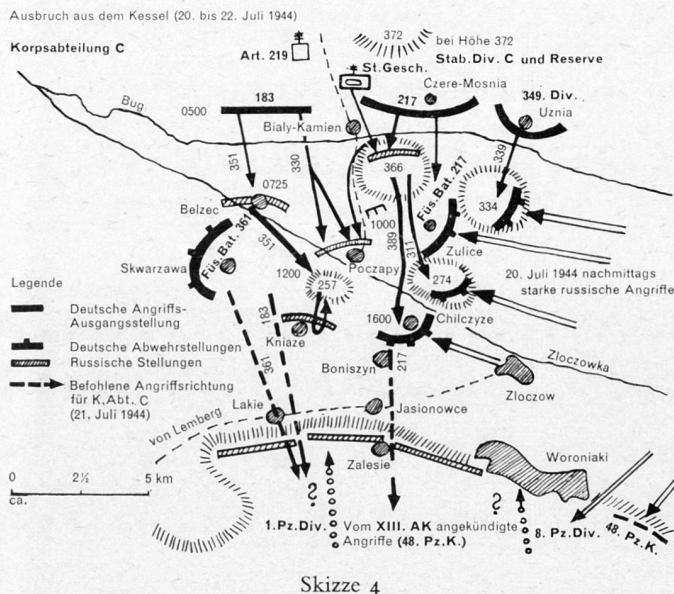 Ausbruch aus dem Kessel (20. bis 22. Juli 1944)
372
bei Höhe 372
Korpsabteilung C
Art. 219
St.Gesch.
Stab.Div. C und Reserve
Czere-Mosnia
183
217
349. Div.
Bug
0500
Uznia
Bialy-Kamien
351
330
339
366
0725
Füs.Bat. 217
334
Belzec
E
1000
Füs.Bat. 361
351
389
311
Zulice
Skwarzawa
Poczapy
20. Juli 1944 nachmittags
starke russische Angriffe
1200
257
274
Legende
Deutsche Angriffs-
Ausgangsstellung
183
1600
Chilczyze
Kniaze
Deutsche Abwehrstellungen
Russische Stellungen
361
217
Boniszyn
Zloczowka
Befohlene Angriffsrichtung
für K.Abt. C
(21. Juli 1944)
Zloczow
von Lemberg
Lakie
Jasionowce
Zalesie
Woroniaki
0 2½ 5 km
ca.
?
?
1.Pz.Div.
Vom XIII. AK angekündigte
Angriffe (48. Pz.K.)
8. Pz.Div.
48. Pz.K.
Skizze 4